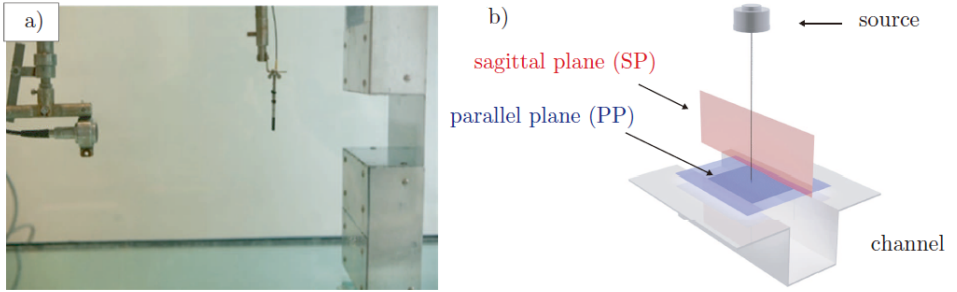 a)
b)
source
sagittal plane (SP)
parallel plane (PP)
channel